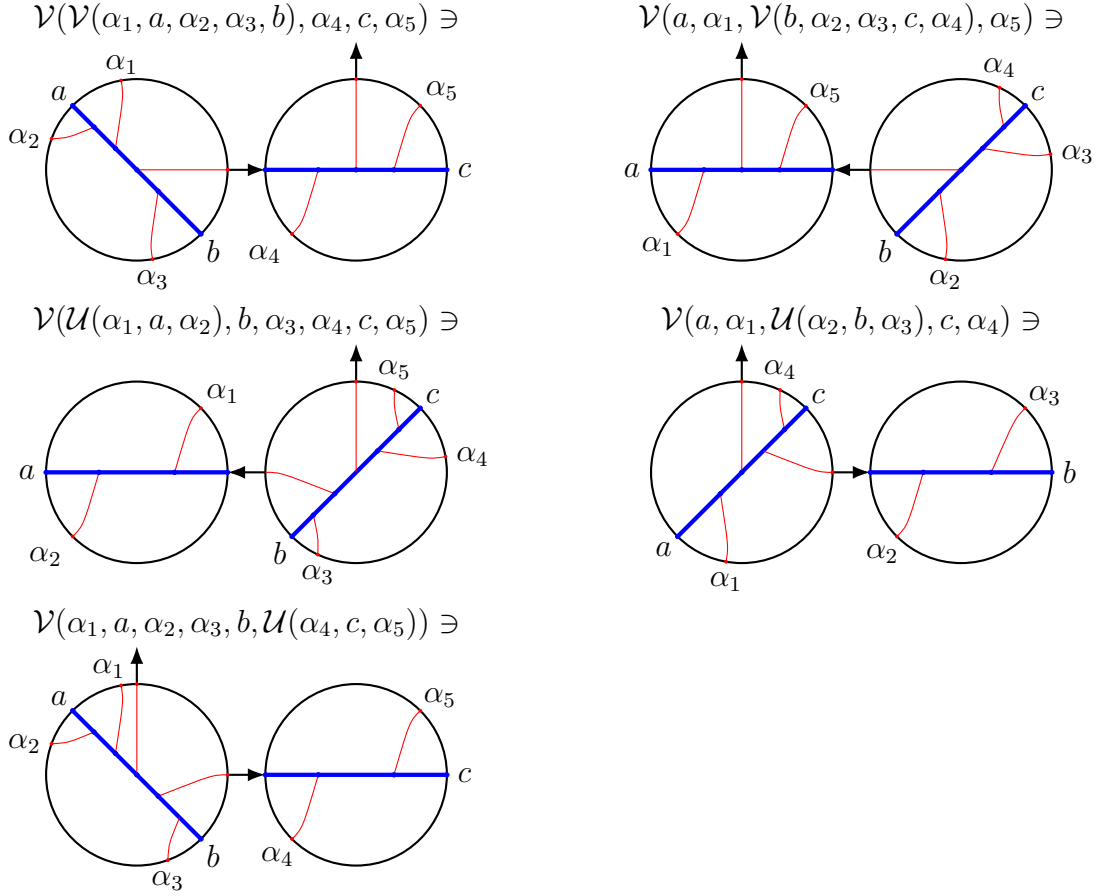 𝒱(𝒱(α₁, a, α₂, α₃, b), α₄, c, α₅) ∋
α₁
a
α₂
α₃
b
α₅
c
α₄
𝒱(a, α₁, 𝒱(b, α₂, α₃, c, α₄), α₅) ∋
α₅
a
α₁
α₄
c
α₃
b
α₂
𝒱(𝒰(α₁, a, α₂), b, α₃, α₄, c, α₅) ∋
α₁
a
α₂
α₅
c
α₄
b
α₃
𝒱(a, α₁, 𝒰(α₂, b, α₃), c, α₄) ∋
α₄
c
a
α₁
α₃
b
α₂
𝒱(α₁, a, α₂, α₃, b, 𝒰(α₄, c, α₅)) ∋
α₁
a
α₂
b
α₃
α₅
c
α₄